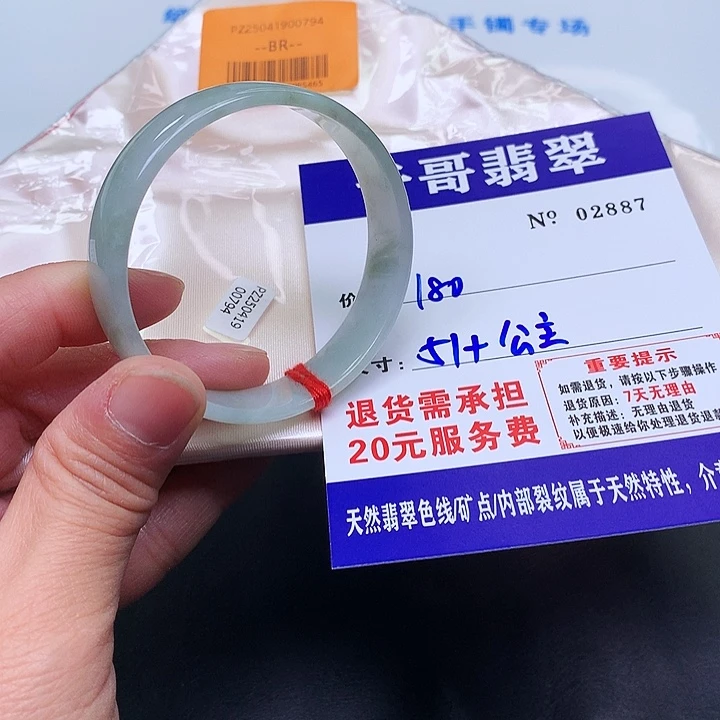 手镯专场
PZ25041900794
--BR--
哥翡翠
Nº 02887
180
寸: 51+ 公主
PZ250419
00794
退货需承担
20元服务费
重要提示
如需退货，请按以下步骤操作
退货原因: 7天无理由
补充描述: 无理由退货
以便极速给你处理退货退
天然翡翠色线/矿点/内部裂纹属于天然特性，介